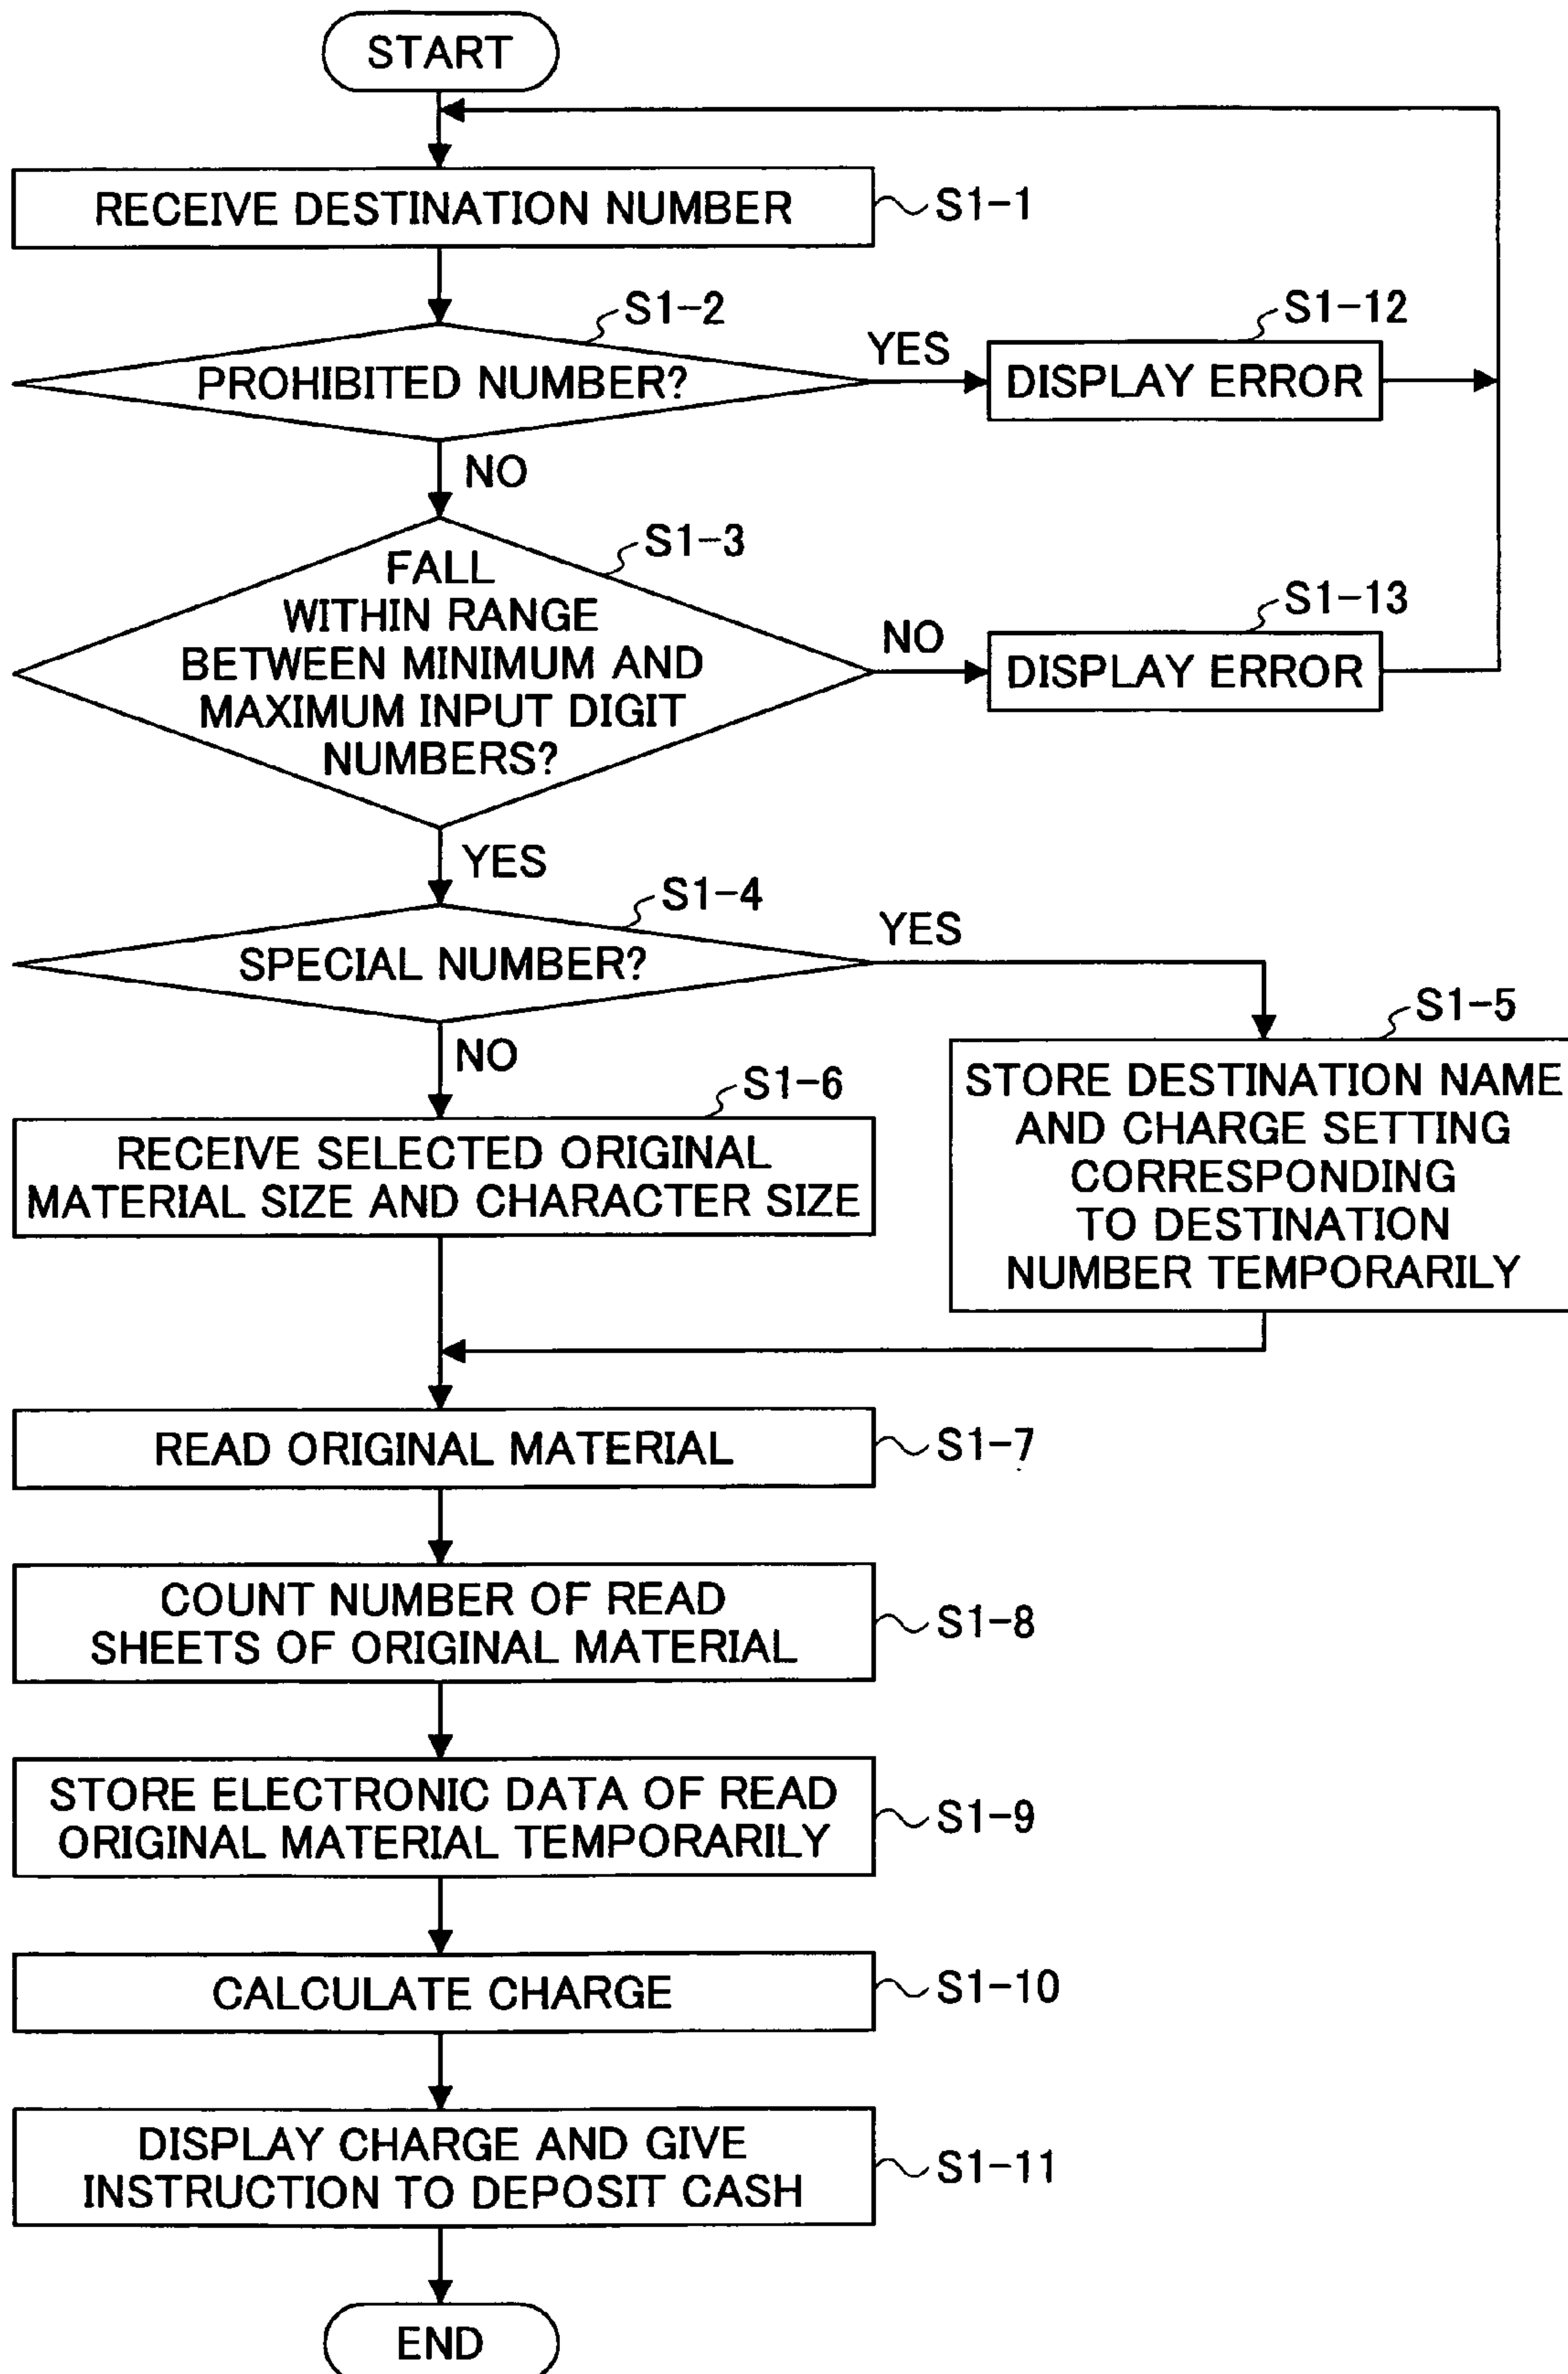 START
RECEIVE DESTINATION NUMBER
S1-1
S1-2
PROHIBITED NUMBER?
YES
S1-12
DISPLAY ERROR
NO
S1-3
FALL
WITHIN RANGE
BETWEEN MINIMUM AND
MAXIMUM INPUT DIGIT
NUMBERS?
NO
S1-13
DISPLAY ERROR
YES
S1-4
SPECIAL NUMBER?
YES
S1-5
STORE DESTINATION NAME
AND CHARGE SETTING
CORRESPONDING
TO DESTINATION
NUMBER TEMPORARILY
NO
S1-6
RECEIVE SELECTED ORIGINAL
MATERIAL SIZE AND CHARACTER SIZE
READ ORIGINAL MATERIAL
S1-7
COUNT NUMBER OF READ
SHEETS OF ORIGINAL MATERIAL
S1-8
STORE ELECTRONIC DATA OF READ
ORIGINAL MATERIAL TEMPORARILY
S1-9
CALCULATE CHARGE
S1-10
DISPLAY CHARGE AND GIVE
INSTRUCTION TO DEPOSIT CASH
S1-11
END